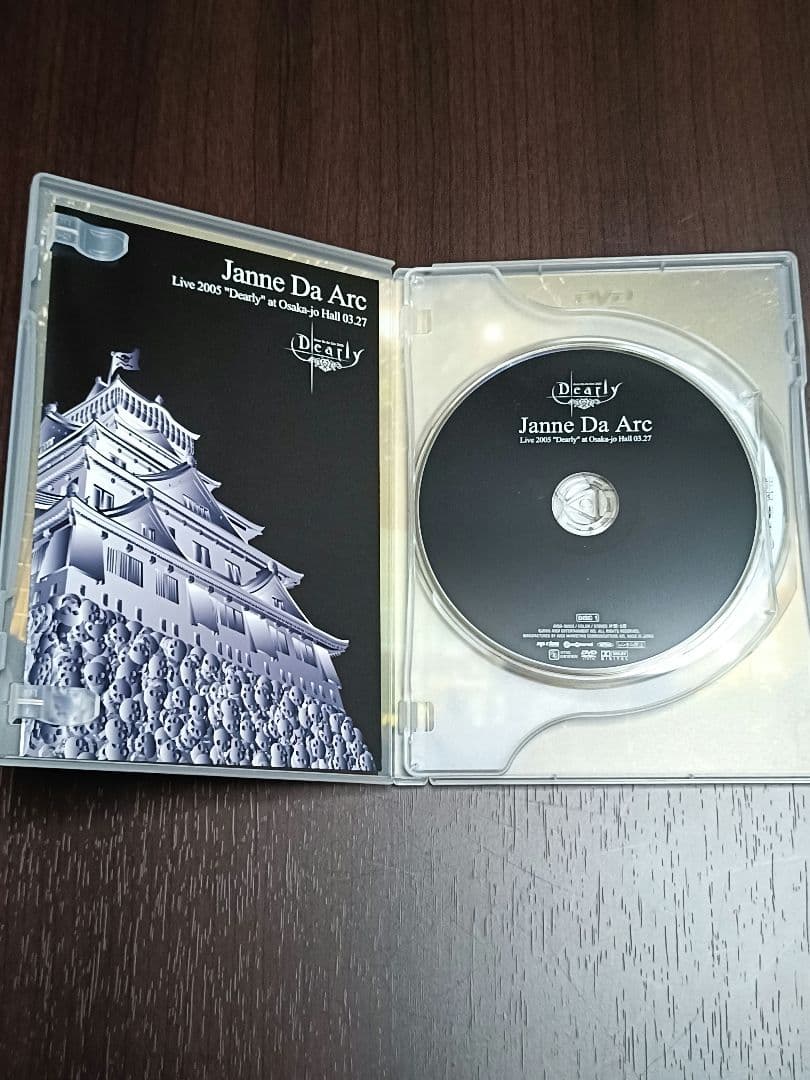 Janne Da Arc
Live 2005 "Dearly" at Osaka-jo Hall 03.27
Dearly
DVD
Dearly
Janne Da Arc
Live 2005 "Dearly" at Osaka-jo Hall 03.27
DISC 1
DVD